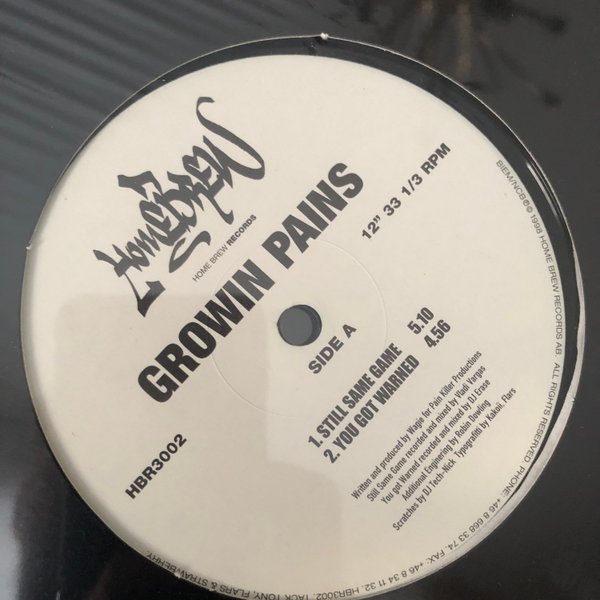 HOMEBREW
HOME BREW RECORDS
GROWIN PAINS
12" 33 1/3 RPM
SIDE A
HBR3002
1. STILL SAME GAME 5.10
2. YOU GOT WARNED 4.56
Written and produced by Wagie for Pain Killer Productions
Still Same Game recorded and mixed by Vladi Vargas
You got Warned recorded and mixed by DJ Erase
Additional Enginering by Robin Dowling
Scratches by DJ Tech-Nick Typografitti by Kakoii, Flars
BIEM/NCB ℗© 1998 HOME BREW RECORDS AB. ALL RIGHTS RESERVED. PHONE: +46 8 668 33 74, FAX: +46 8 34 11 32. HBR3002. TACK TONY, FLARS & STRAWBERRY.